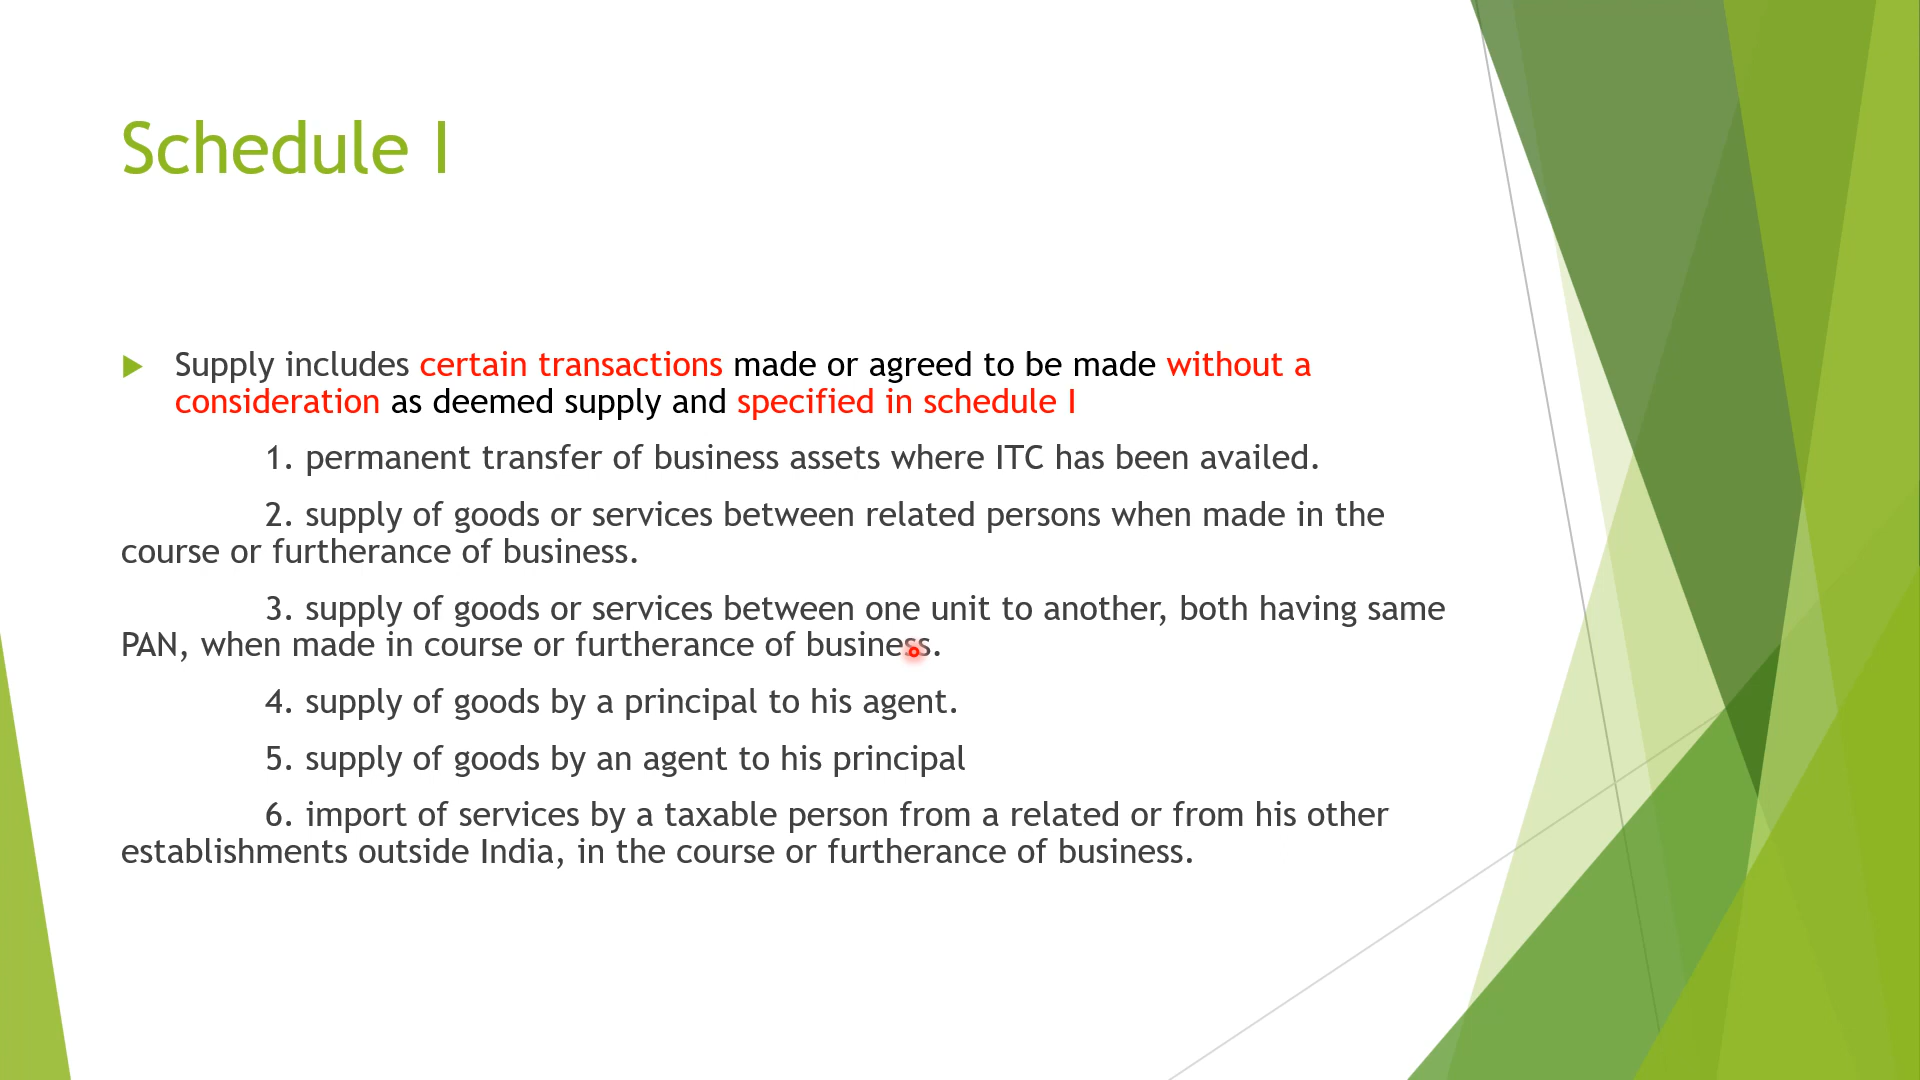 Schedule I
Supply includes certain transactions made or agreed to be made without a
consideration as deemed supply and specified in schedule I
1. permanent transfer of business assets where ITC has been availed.
2. supply of goods or services between related persons when made in the
course or furtherance of business.
3. supply of goods or services between one unit to another, both having same
PAN, when made in course or furtherance of business.
4. supply of goods by a principal to his agent.
5. supply of goods by an agent to his principal
6. import of services by a taxable person from a related or from his other
establishments outside India, in the course or furtherance of business.